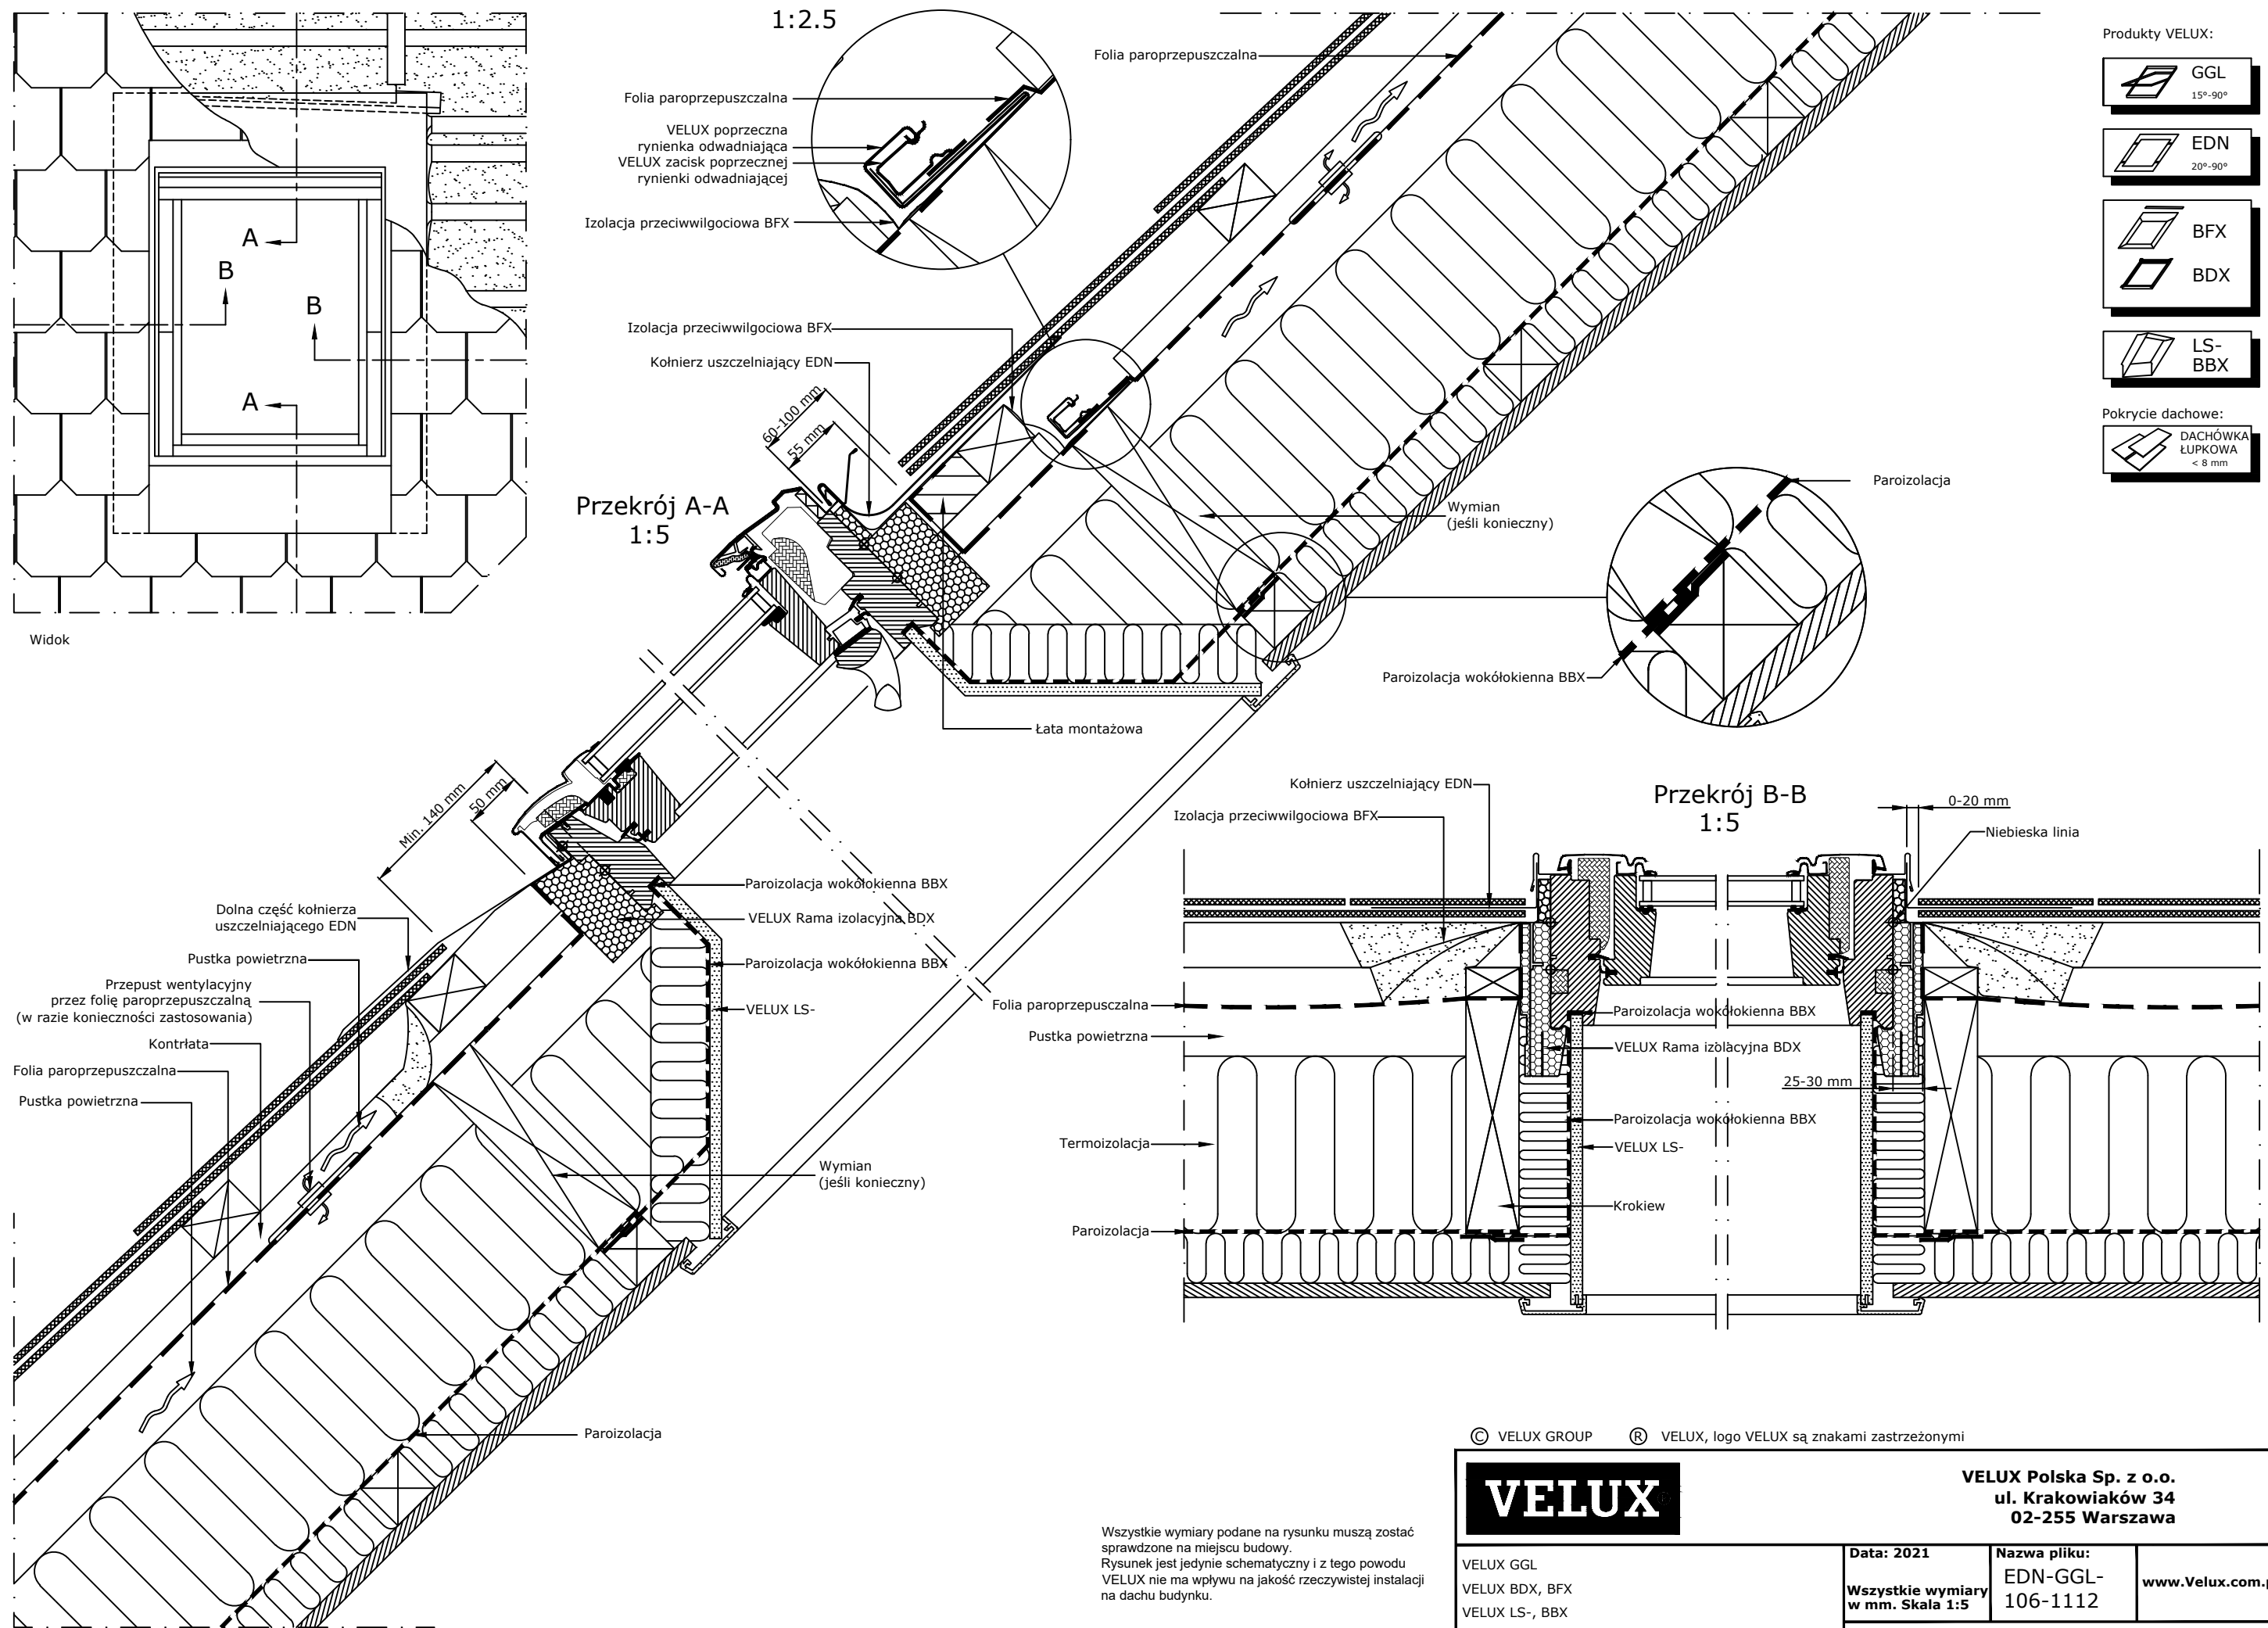 1:2.5
Folia paroprzepuszczalna
VELUX poprzeczna
rynienka odwadniająca
VELUX zacisk poprzecznej
rynienki odwadniającej
Izolacja przeciwwilgociowa BFX
Folia paroprzepuszczalna
Produkty VELUX:
GGL
15°-90°
EDN
20°-90°
BFX
BDX
LS-
BBX
Pokrycie dachowe:
DACHÓWKA
ŁUPKOWA
< 8 mm
A
B
B
A
Widok
Izolacja przeciwwilgociowa BFX
Kołnierz uszczelniający EDN
60-100 mm
55 mm
Przekrój A-A
1:5
Wymian
(jeśli konieczny)
Paroizolacja
Paroizolacja wokółokienna BBX
Łata montażowa
Min. 140 mm
50 mm
Paroizolacja wokółokienna BBX
VELUX Rama izolacyjna BDX
Paroizolacja wokółokienna BBX
VELUX LS-
Dolna część kołnierza
uszczelniającego EDN
Pustka powietrzna
Przepust wentylacyjny
przez folię paroprzepuszczalną
(w razie konieczności zastosowania)
Kontrłata
Folia paroprzepuszczalna
Pustka powietrzna
Wymian
(jeśli konieczny)
Paroizolacja
Przekrój B-B
1:5
Kołnierz uszczelniający EDN
Izolacja przeciwwilgociowa BFX
0-20 mm
Niebieska linia
Folia paroprzepusczalna
Pustka powietrzna
Termoizolacja
Paroizolacja
Paroizolacja wokółokienna BBX
VELUX Rama izolacyjna BDX
25-30 mm
Paroizolacja wokółokienna BBX
VELUX LS-
Krokiew
© VELUX GROUP ® VELUX, logo VELUX są znakami zastrzeżonymi
VELUX®
VELUX Polska Sp. z o.o.
ul. Krakowiaków 34
02-255 Warszawa
Wszystkie wymiary podane na rysunku muszą zostać
sprawdzone na miejscu budowy.
Rysunek jest jedynie schematyczny i z tego powodu
VELUX nie ma wpływu na jakość rzeczywistej instalacji
na dachu budynku.
VELUX GGL
VELUX BDX, BFX
VELUX LS-, BBX
Data: 2021
Wszystkie wymiary
w mm. Skala 1:5
Nazwa pliku:
EDN-GGL-
106-1112
www.Velux.com.